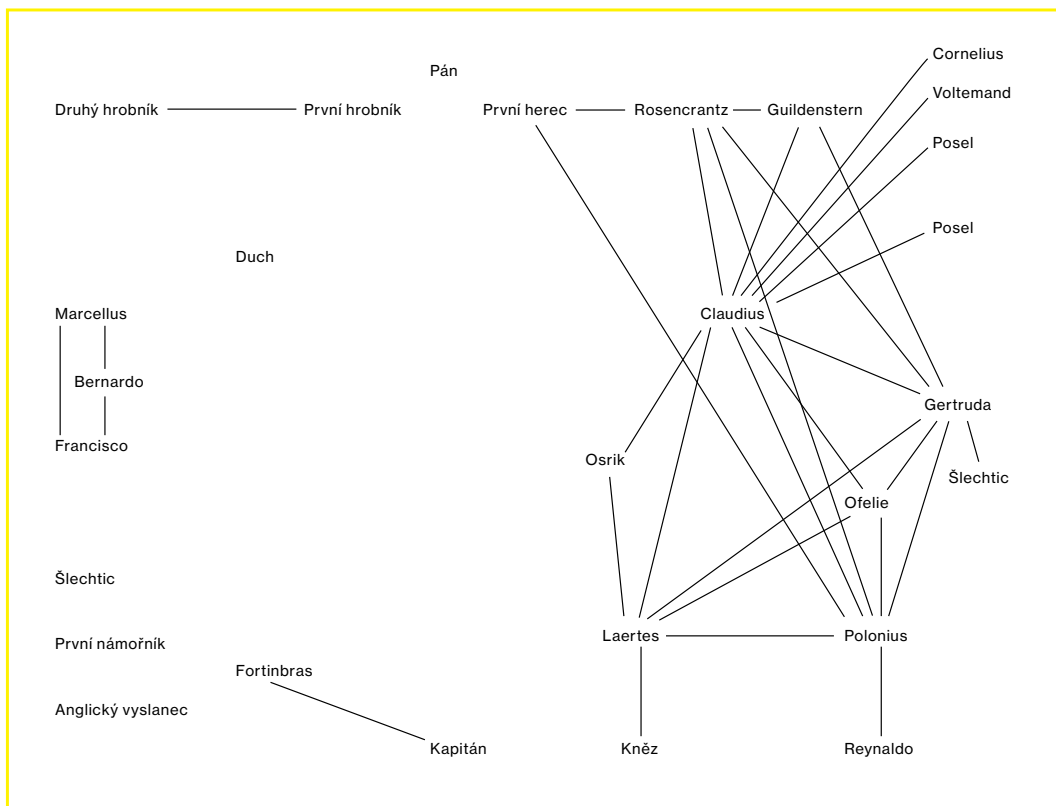 Cornelius
Pán
Voltemand
Druhý hrobník
První hrobník
První herec
Rosencrantz
Guildenstern
Posel
Posel
Duch
Marcellus
Claudius
Bernardo
Gertruda
Francisco
Osrik
Šlechtic
Ofelie
Šlechtic
Laertes
Polonius
První námořník
Fortinbras
Anglický vyslanec
Kapitán
Kněz
Reynaldo